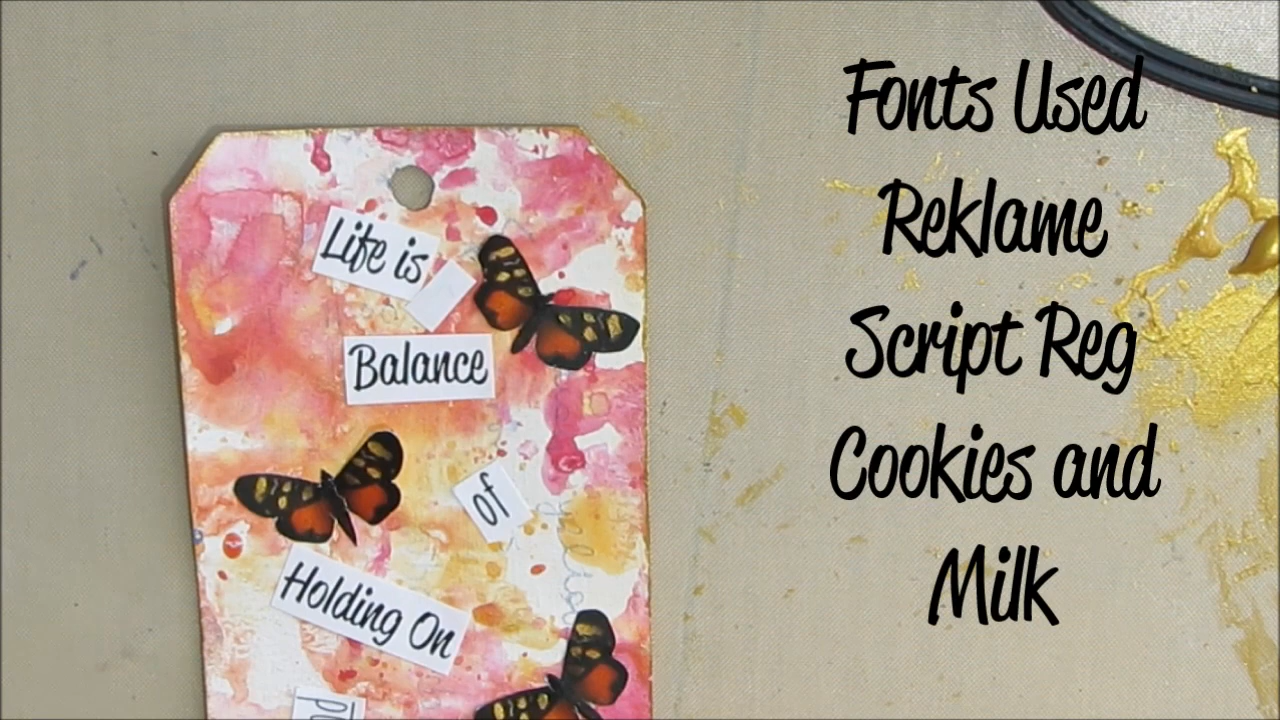 Life is
Balance
of
Holding On
Fonts Used
Reklame
Script Reg
Cookies and
Milk